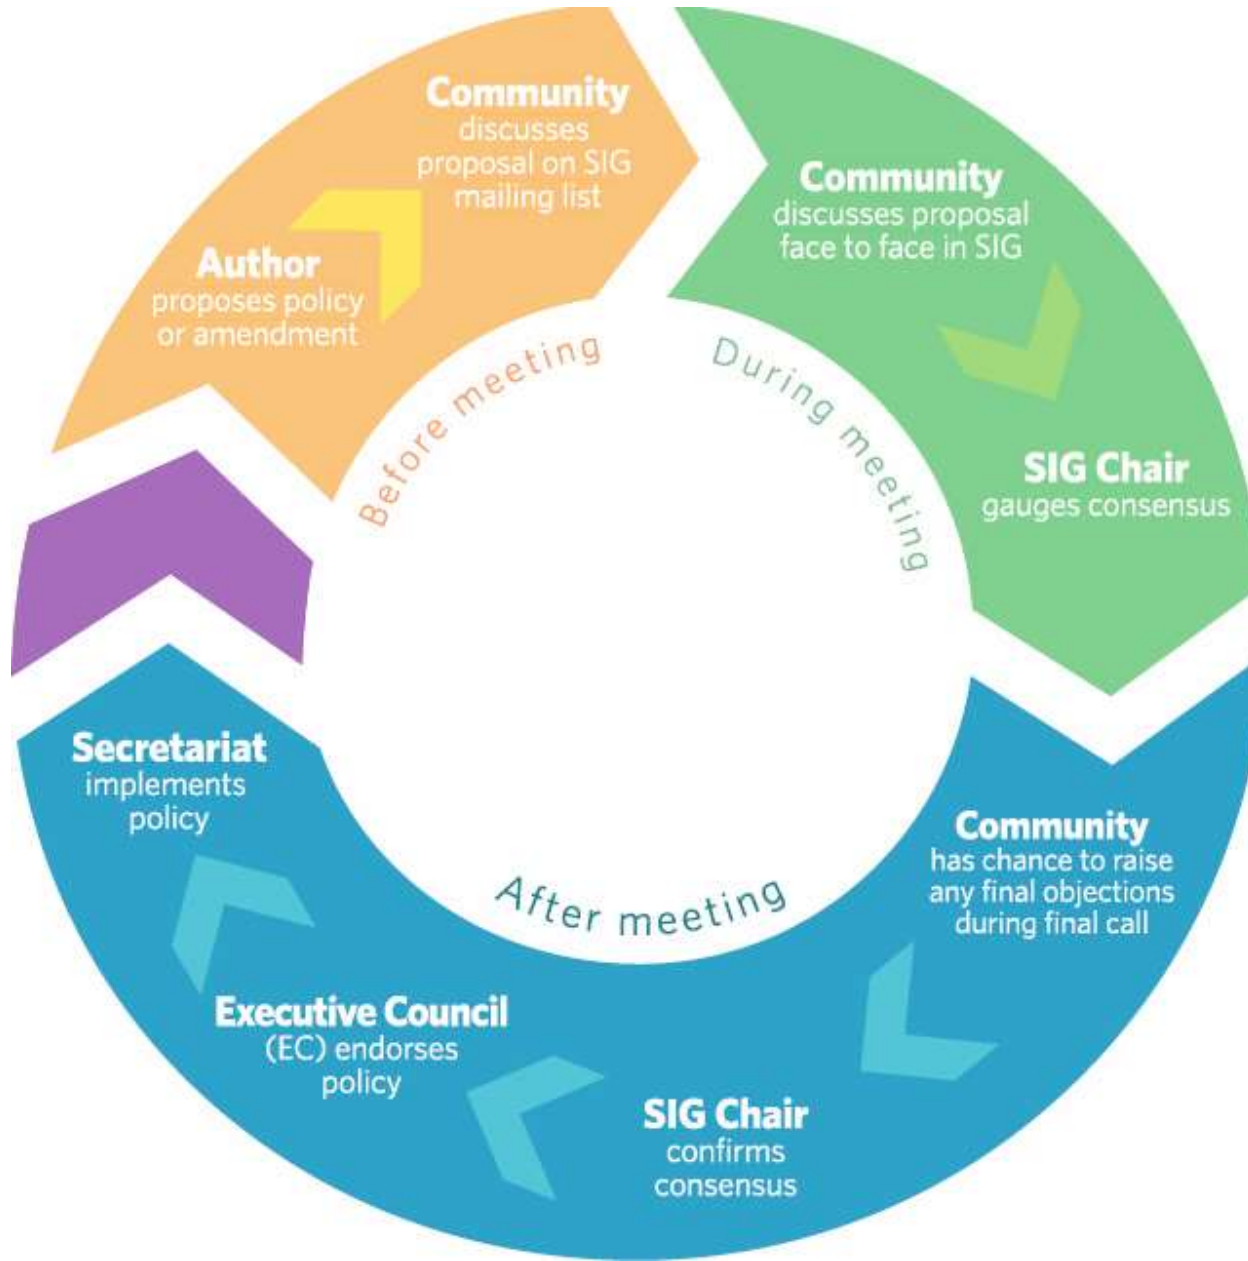 Author
proposes policy
or amendment
Community
discusses
proposal on SIG
mailing list
Before meeting
Community
discusses proposal
face to face in SIG
SIG Chair
gauges consensus
During meeting
Community
has chance to raise
any final objections
during final call
SIG Chair
confirms
consensus
Executive Council
(EC) endorses
policy
Secretariat
implements
policy
After meeting